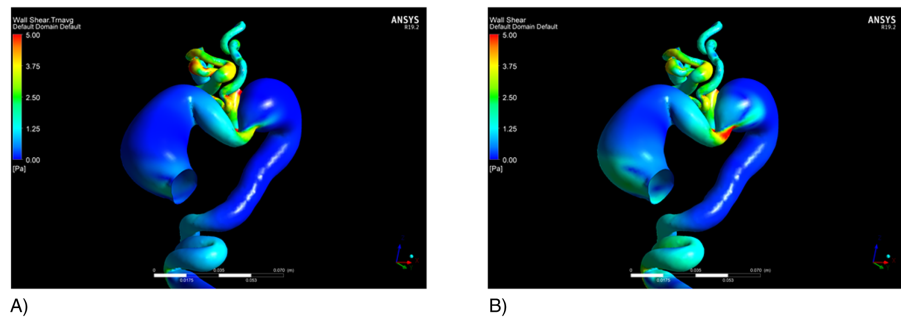 Wall Shear.Trnavg
Default Domain Default
5.00
3.75
2.50
1.25
0.00
[Pa]
ANSYS
R19.2
0 0.035 0.070 (m)
0.0175 0.053
A)
Wall Shear
Default Domain Default
5.00
3.75
2.50
1.25
0.00
[Pa]
ANSYS
R19.2
0 0.035 0.070 (m)
0.0175 0.053
B)